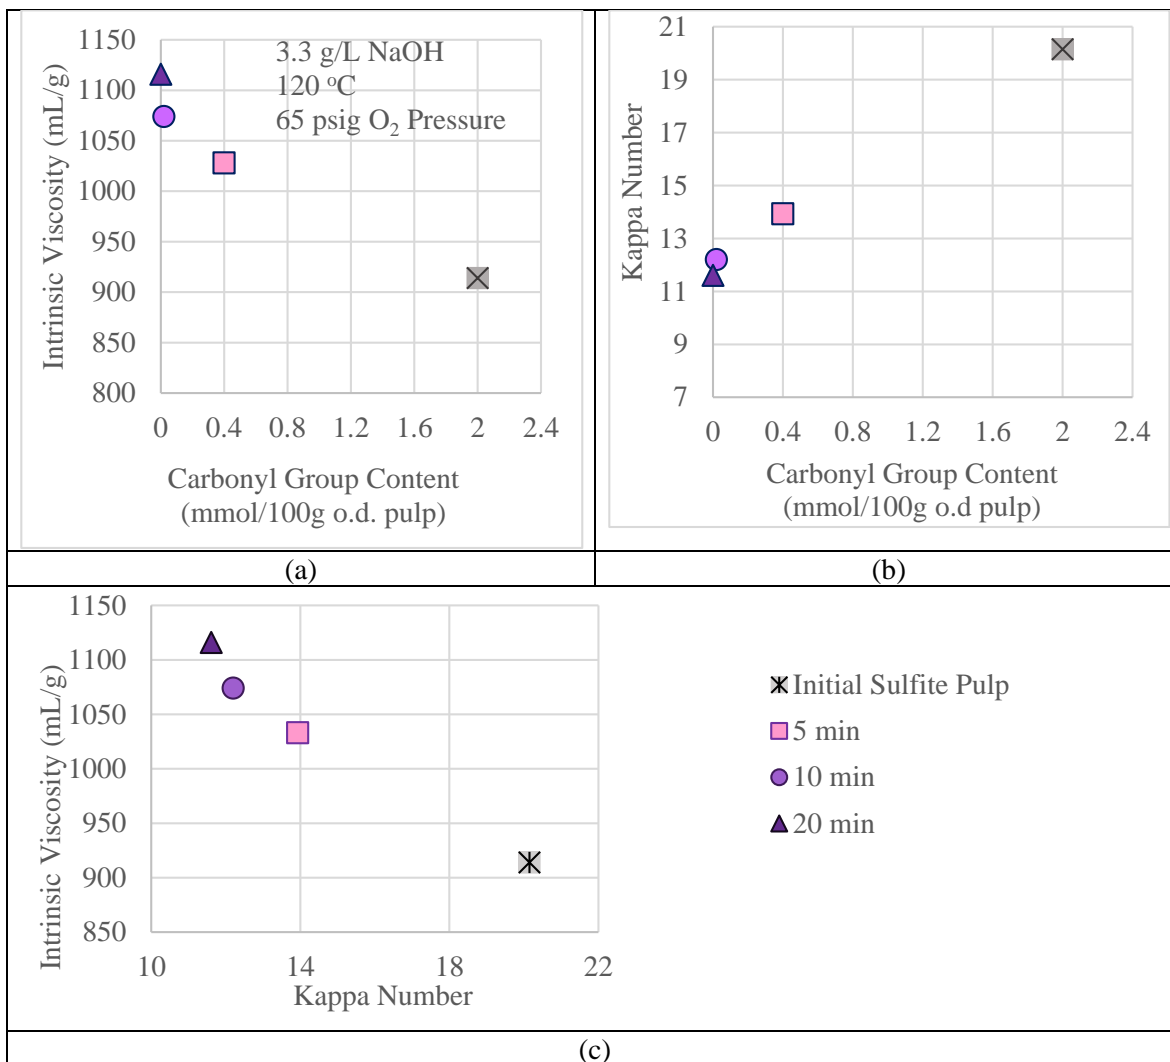 1150
1100
1050
1000
950
900
850
800
Intrinsic Viscosity (mL/g)
3.3 g/L NaOH
120 °C
65 psig O₂ Pressure
0 0.4 0.8 1.2 1.6 2 2.4
Carbonyl Group Content
(mmol/100g o.d. pulp)
(a)
21
19
17
15
13
11
9
7
Kappa Number
0 0.4 0.8 1.2 1.6 2 2.4
Carbonyl Group Content
(mmol/100g o.d pulp)
(b)
1150
1100
1050
1000
950
900
850
Intrinsic Viscosity (mL/g)
10 14 18 22
Kappa Number
Initial Sulfite Pulp
5 min
10 min
20 min
(c)